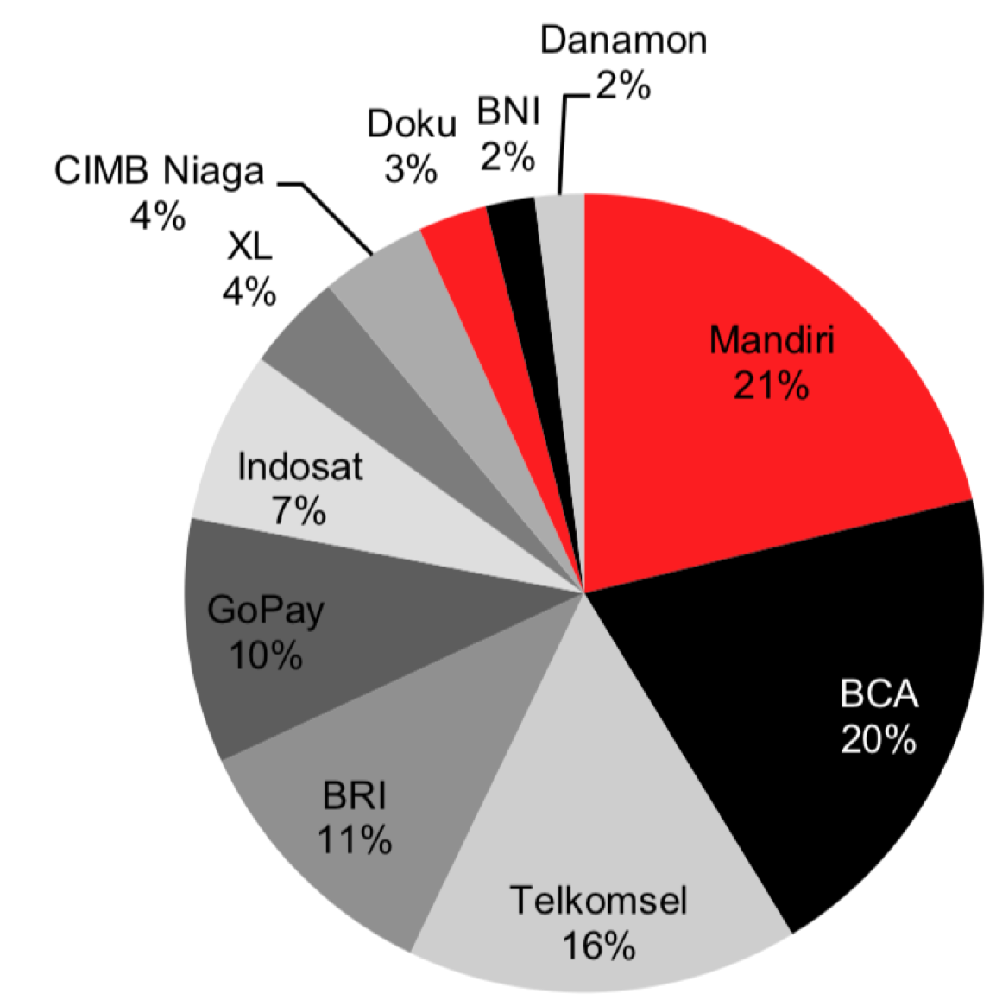 Danamon
2%
BNI
2%
Doku
3%
CIMB Niaga
4%
XL
4%
Mandiri
21%
Indosat
7%
GoPay
10%
BCA
20%
BRI
11%
Telkomsel
16%